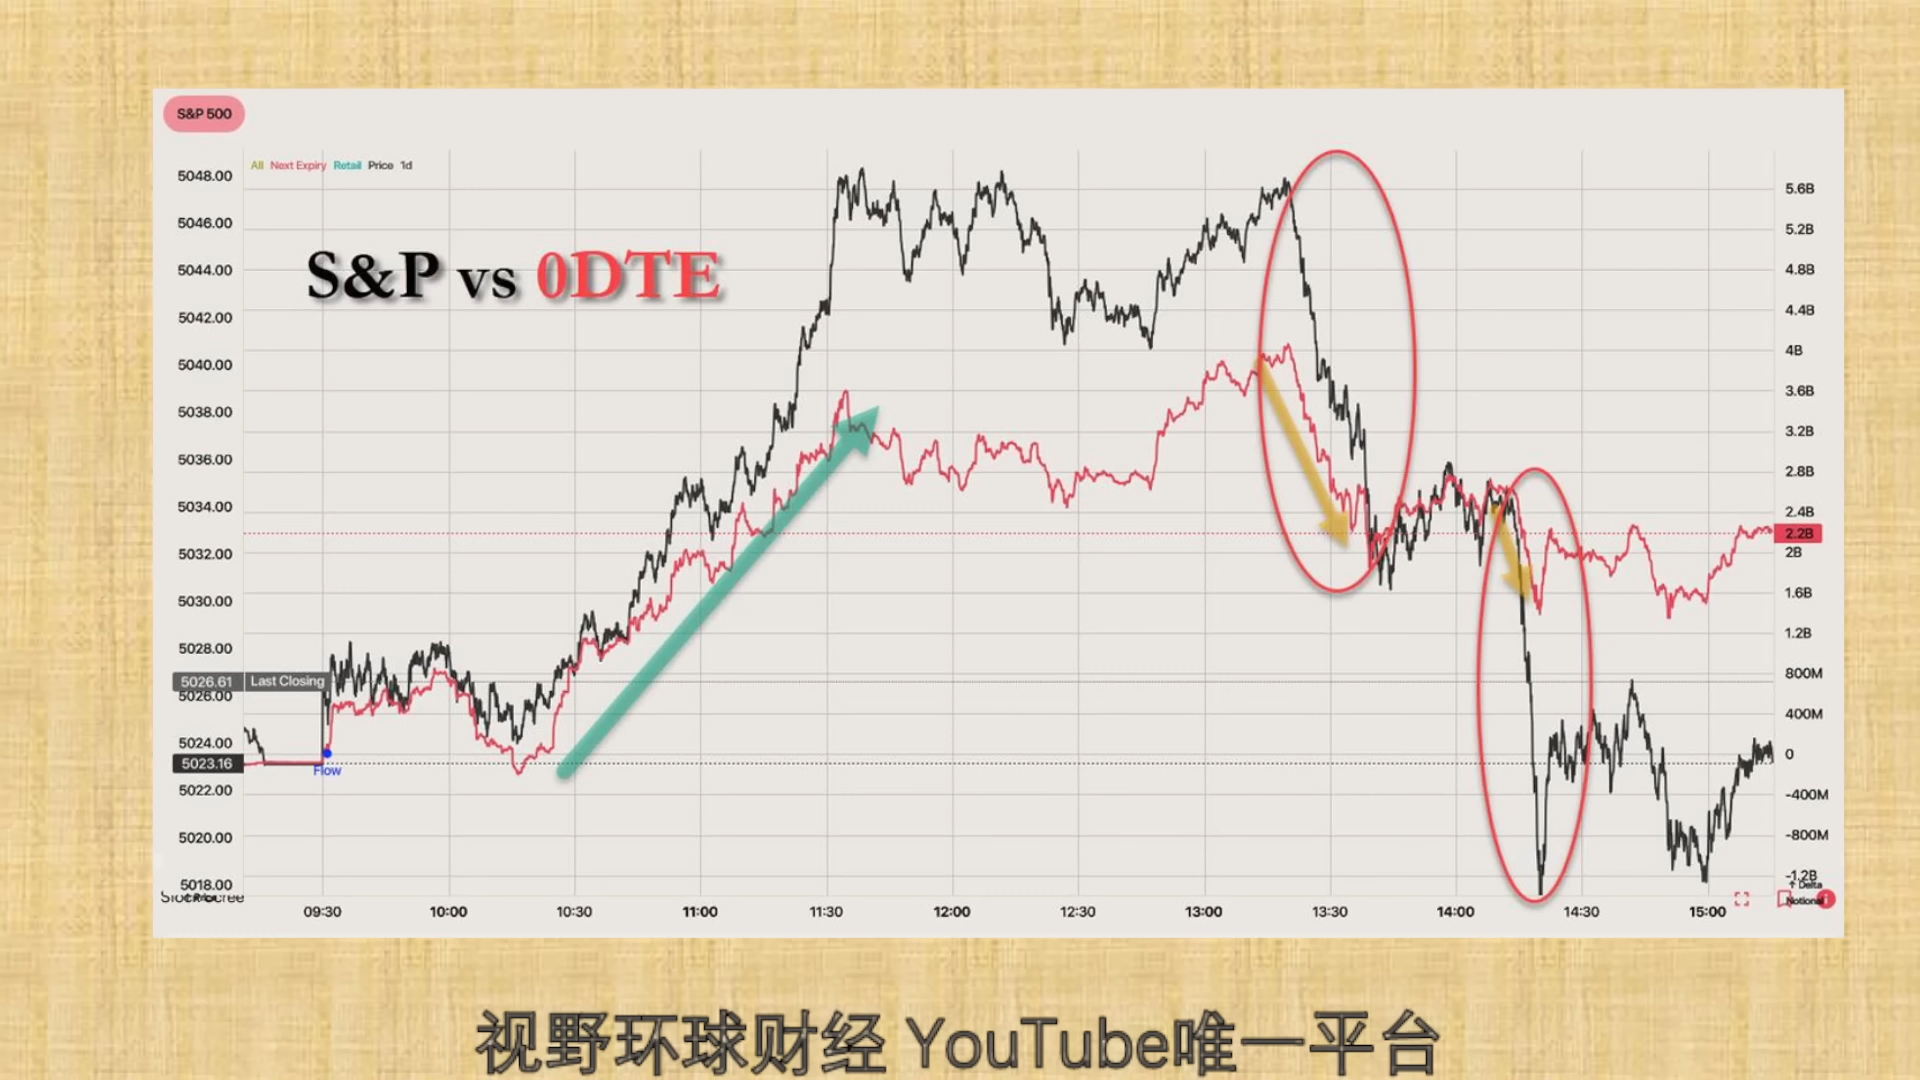 S&P 500
All Next Expiry Retail Price 1d
S&P vs 0DTE
5048.00
5046.00
5044.00
5042.00
5040.00
5038.00
5036.00
5034.00
5032.00
5030.00
5028.00
5026.61 Last Closing
5026.00
5024.00
5023.16
Flow
5022.00
5020.00
5018.00
5.6B
5.2B
4.8B
4.4B
4B
3.6B
3.2B
2.8B
2.4B
2.2B
2B
1.6B
1.2B
800M
400M
0
-400M
-800M
-1.2B
↑ Delta
Notional
09:30 10:00 10:30 11:00 11:30 12:00 12:30 13:00 13:30 14:00 14:30 15:00
视野环球财经 YouTube唯一平台